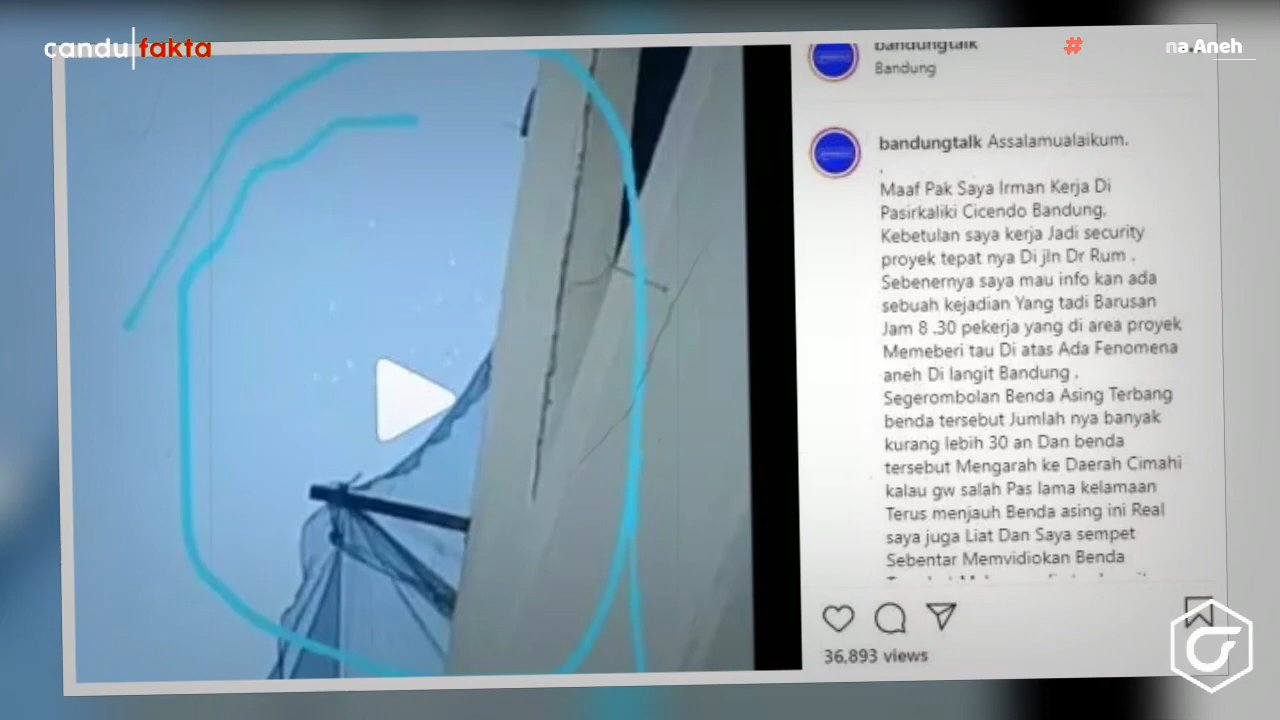 candu fakta
# na Aneh
bandungtalk
Bandung
bandungtalk Assalamualaikum.
.
Maaf Pak Saya Irman Kerja Di
Pasirkaliki Cicendo Bandung,
Kebetulan saya kerja Jadi security
proyek tepat nya Di jln Dr Rum .
Sebenernya saya mau info kan ada
sebuah kejadian Yang tadi Barusan
Jam 8 .30 pekerja yang di area proyek
Memeberi tau Di atas Ada Fenomena
aneh Di langit Bandung .
Segerombolan Benda Asing Terbang
benda tersebut Jumlah nya banyak
kurang lebih 30 an Dan benda
tersebut Mengarah ke Daerah Cimahi
kalau gw salah Pas lama kelamaan
Terus menjauh Benda asing ini Real
saya juga Liat Dan Saya sempet
Sebentar Memvidiokan Benda
36,893 views